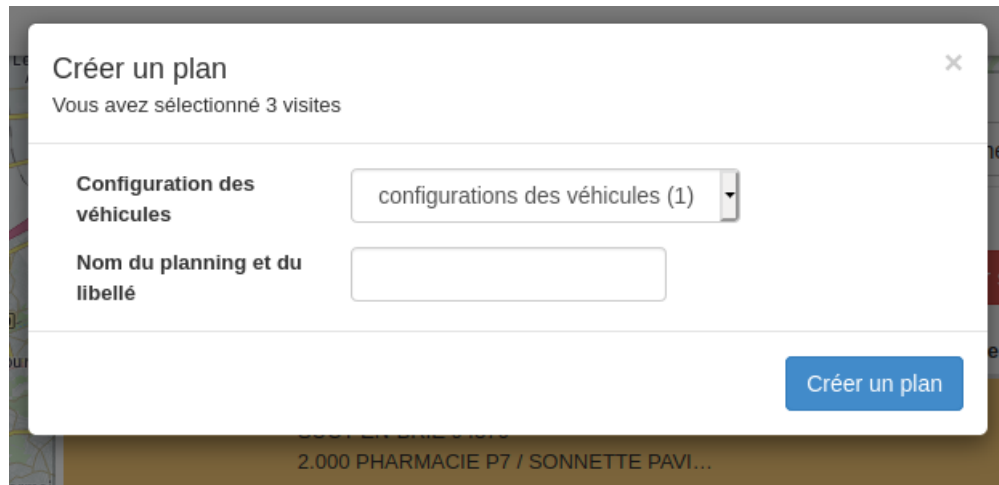 Créer un plan
×
Vous avez sélectionné 3 visites
Configuration des
véhicules
configurations des véhicules (1)
Nom du planning et du
libellé
Créer un plan
2.000 PHARMACIE P7 / SONNETTE PAVI...